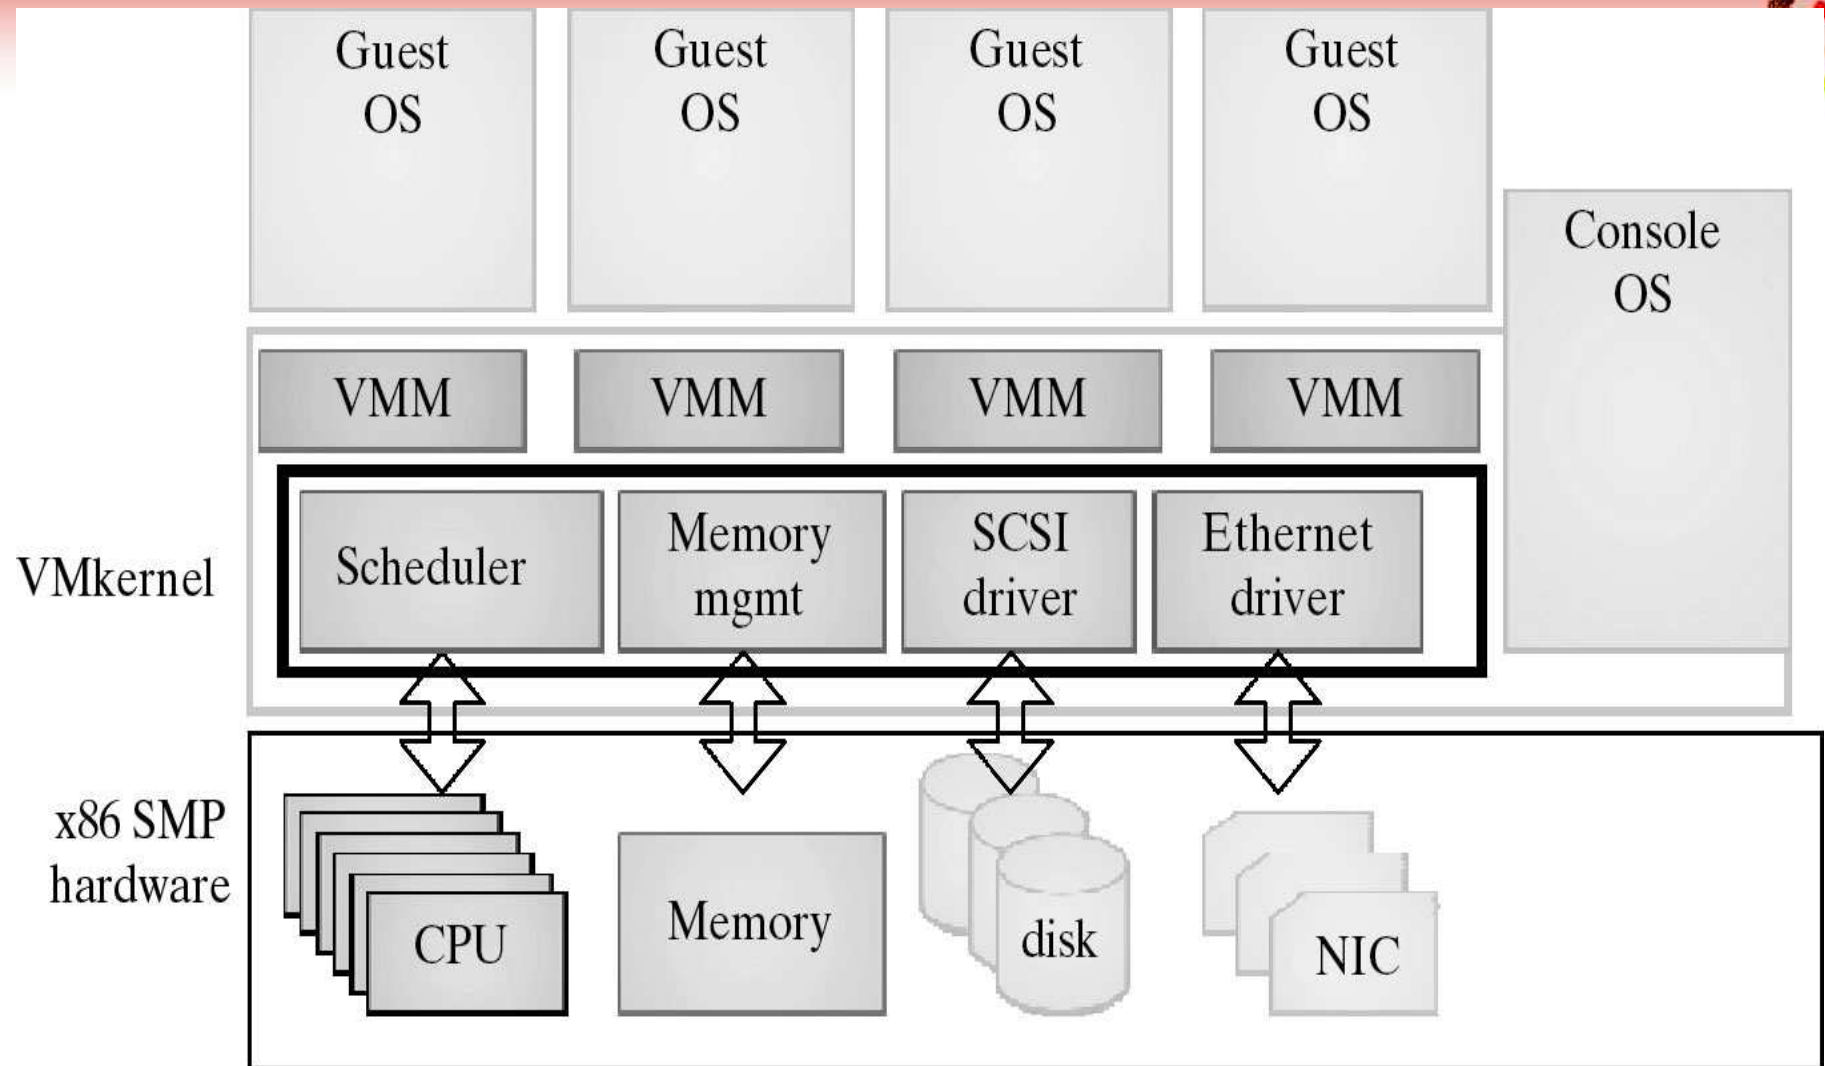 Guest
OS
Guest
OS
Guest
OS
Guest
OS
Console
OS
VMM
VMM
VMM
VMM
VMkernel
Scheduler
Memory
mgmt
SCSI
driver
Ethernet
driver
x86 SMP
hardware
CPU
Memory
disk
NIC